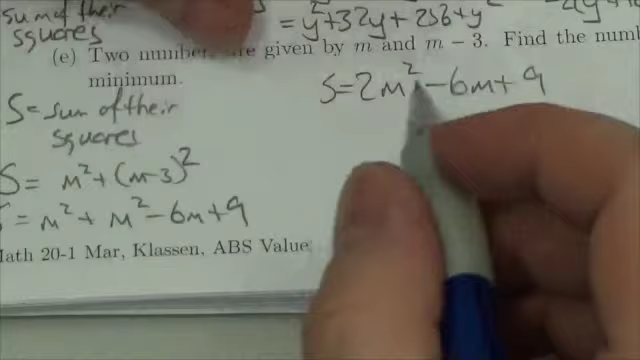 sum of their
squares
= y² + 32y + 256 + y²
(e) Two numbers are given by m and m − 3. Find the num
minimum.
S = 2m² − 6m + 9
S = sum of their
squares
S = m² + (m−3)²
S = m² + m² − 6m + 9
Math 20-1 Mar, Klassen, ABS Value